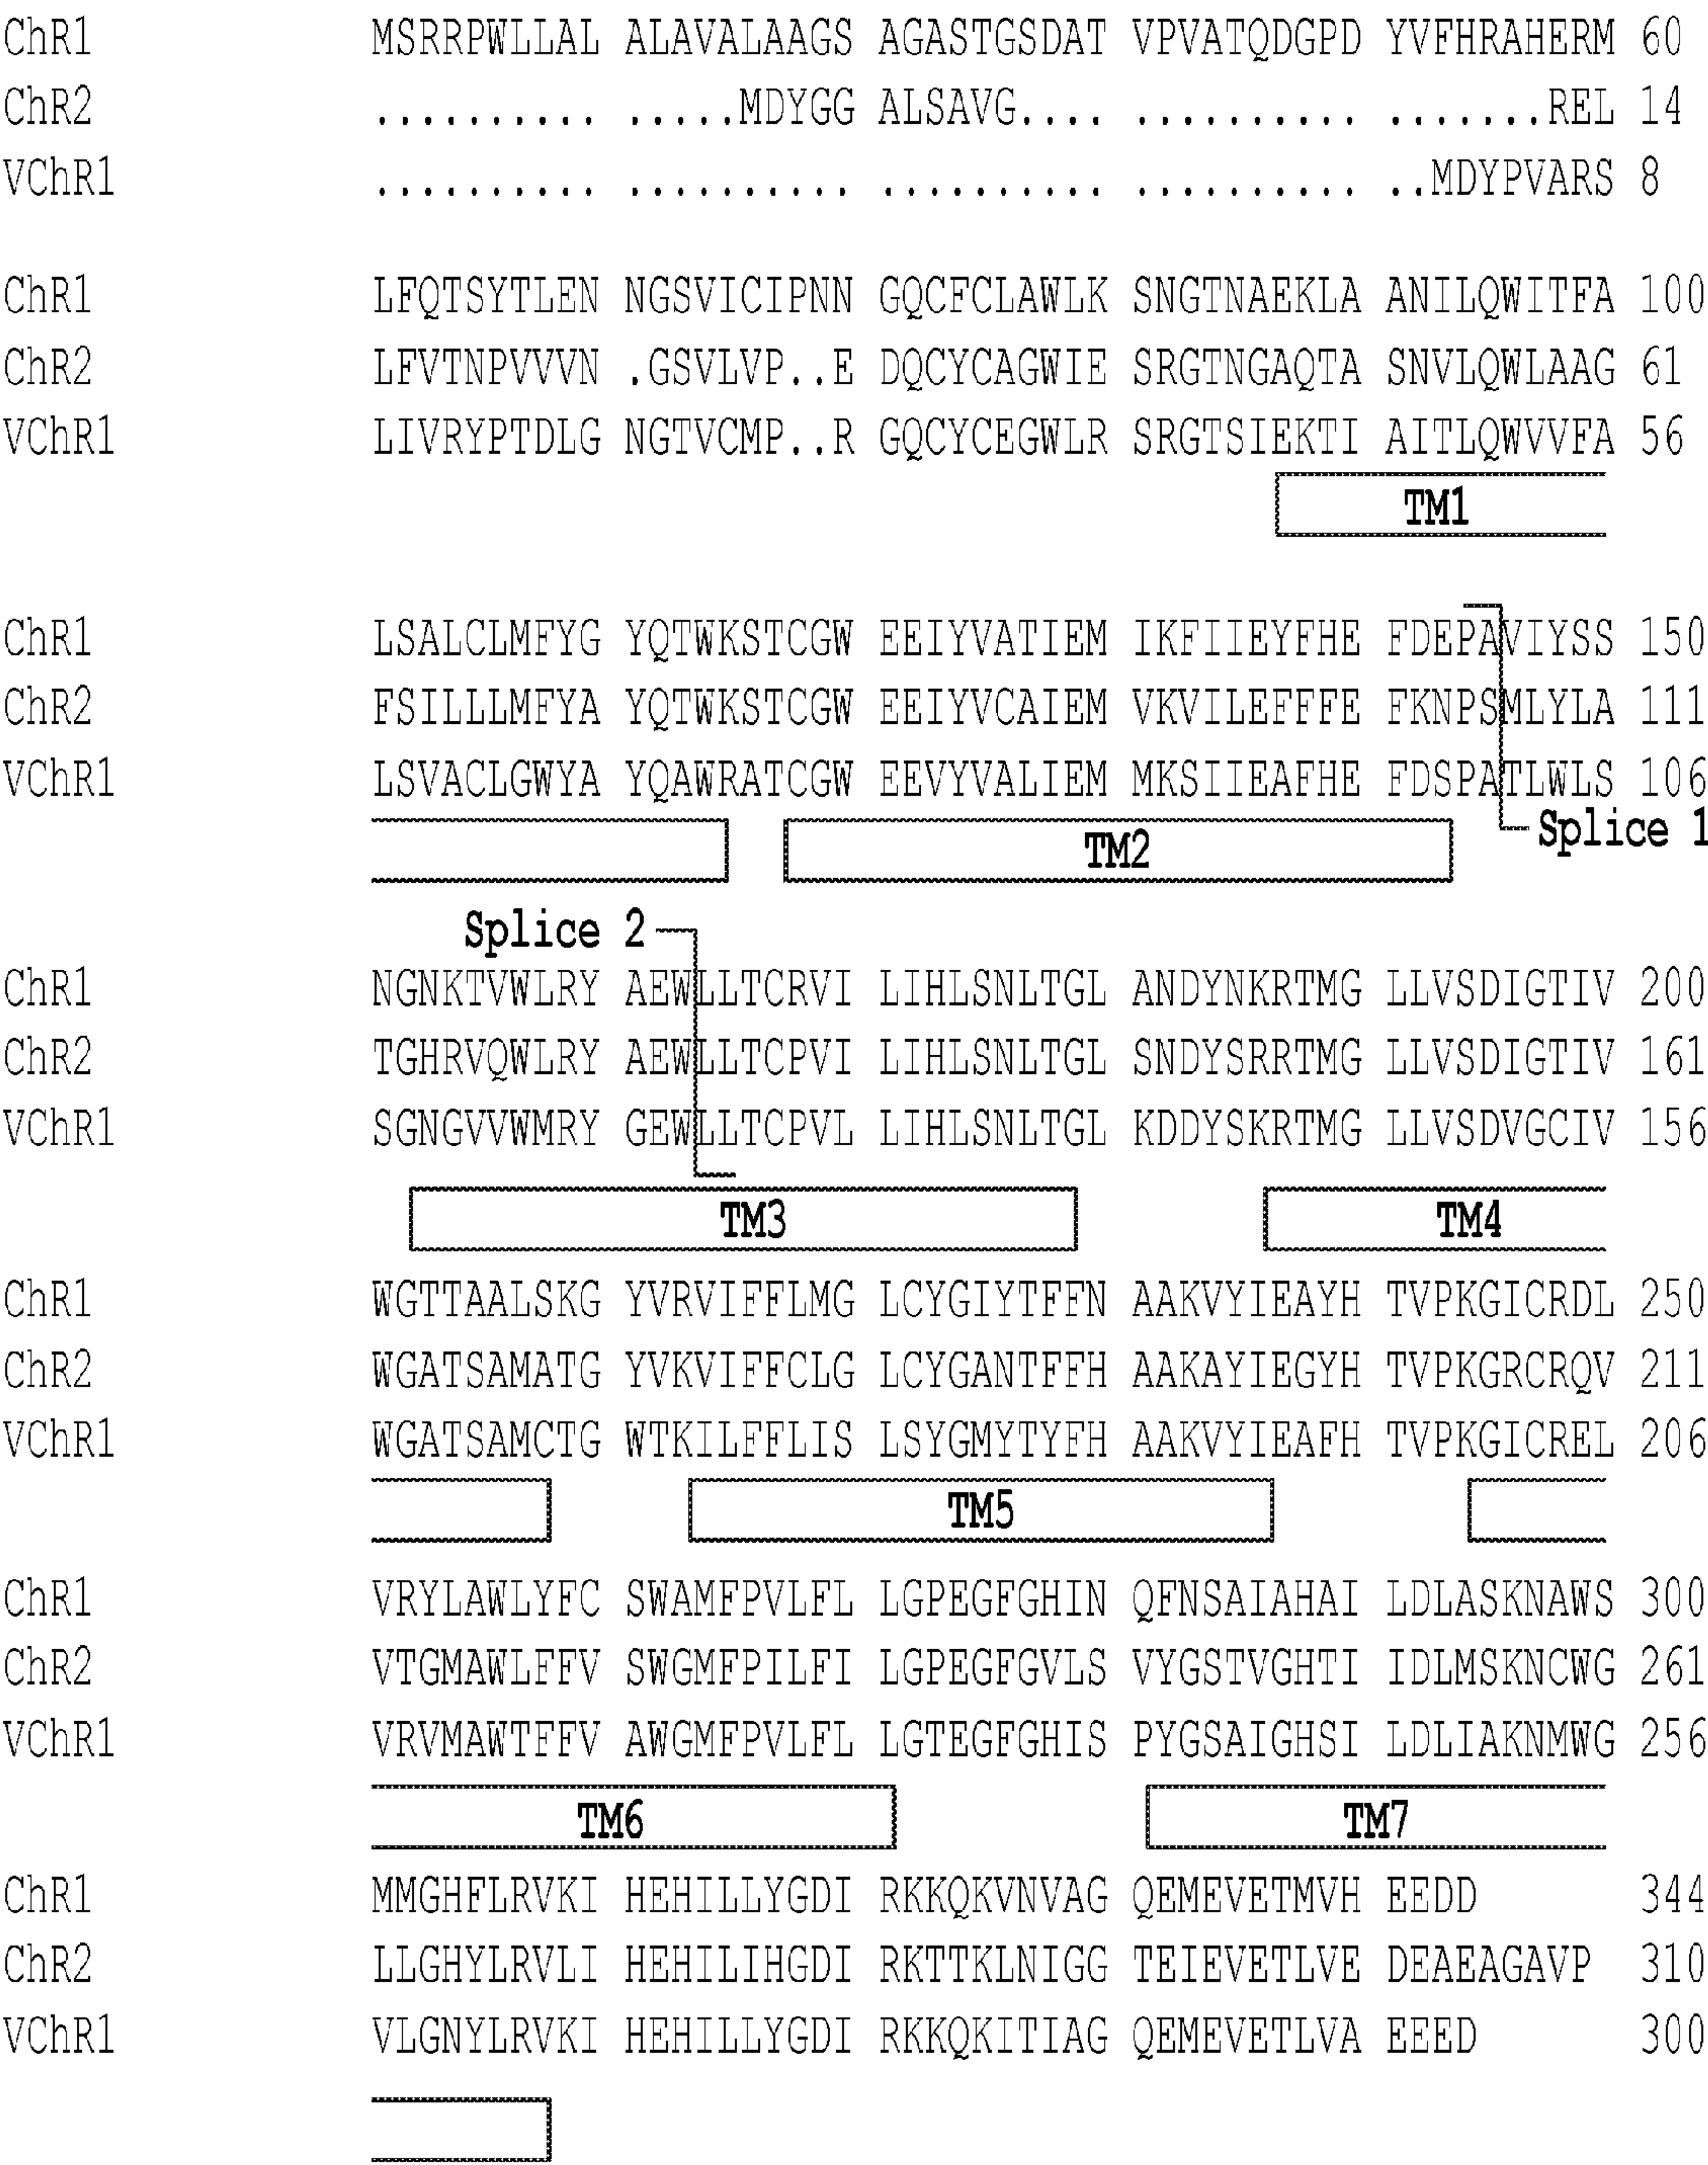 ChR1 MSRRPWLLAL ALAVALAAGS AGASTGSDAT VPVATQDGPD YVFHRAHERM 60
ChR2 .......... .....MDYGG ALSAVG.... .......... .......REL 14
VChR1 .......... .......... .......... .......... ..MDYPVARS 8
ChR1 LFQTSYTLEN NGSVICIPNN GQCFCLAWLK SNGTNAEKLA ANILQWITFA 100
ChR2 LFVTNPVVVN .GSVLVP..E DQCYCAGWIE SRGTNGAQTA SNVLQWLAAG 61
VChR1 LIVRYPTDLG NGTVCMP..R GQCYCEGWLR SRGTSIEKTI AITLQWVVFA 56
TM1
ChR1 LSALCLMFYG YQTWKSTCGW EEIYVATIEM IKFIIEYFHE FDEPAVIYSS 150
ChR2 FSILLLMFYA YQTWKSTCGW EEIYVCAIEM VKVILEFFFE FKNPSMLYLA 111
VChR1 LSVACLGWYA YQAWRATCGW EEVYVALIEM MKSIIEAFHE FDSPATLWLS 106
Splice 1
TM2
Splice 2
ChR1 NGNKTVWLRY AEWLLTCRVI LIHLSNLTGL ANDYNKRTMG LLVSDIGTIV 200
ChR2 TGHRVQWLRY AEWLLTCPVI LIHLSNLTGL SNDYSRRTMG LLVSDIGTIV 161
VChR1 SGNGVVWMRY GEWLLTCPVL LIHLSNLTGL KDDYSKRTMG LLVSDVGCIV 156
TM3 TM4
ChR1 WGTTAALSKG YVRVIFFLMG LCYGIYTFFN AAKVYIEAYH TVPKGICRDL 250
ChR2 WGATSAMATG YVKVIFFCLG LCYGANTFFH AAKAYIEGYH TVPKGRCRQV 211
VChR1 WGATSAMCTG WTKILFFLIS LSYGMYTYFH AAKVYIEAFH TVPKGICREL 206
TM5
ChR1 VRYLAWLYFC SWAMFPVLFL LGPEGFGHIN QFNSAIAHAI LDLASKNAWS 300
ChR2 VTGMAWLFFV SWGMFPILFI LGPEGFGVLS VYGSTVGHTI IDLMSKNCWG 261
VChR1 VRVMAWTFFV AWGMFPVLFL LGTEGFGHIS PYGSAIGHSI LDLIAKNMWG 256
TM6 TM7
ChR1 MMGHFLRVKI HEHILLYGDI RKKQKVNVAG QEMEVETMVH EEDD 344
ChR2 LLGHYLRVLI HEHILIHGDI RKTTKLNIGG TEIEVETLVE DEAEAGAVP 310
VChR1 VLGNYLRVKI HEHILLYGDI RKKQKITIAG QEMEVETLVA EEED 300